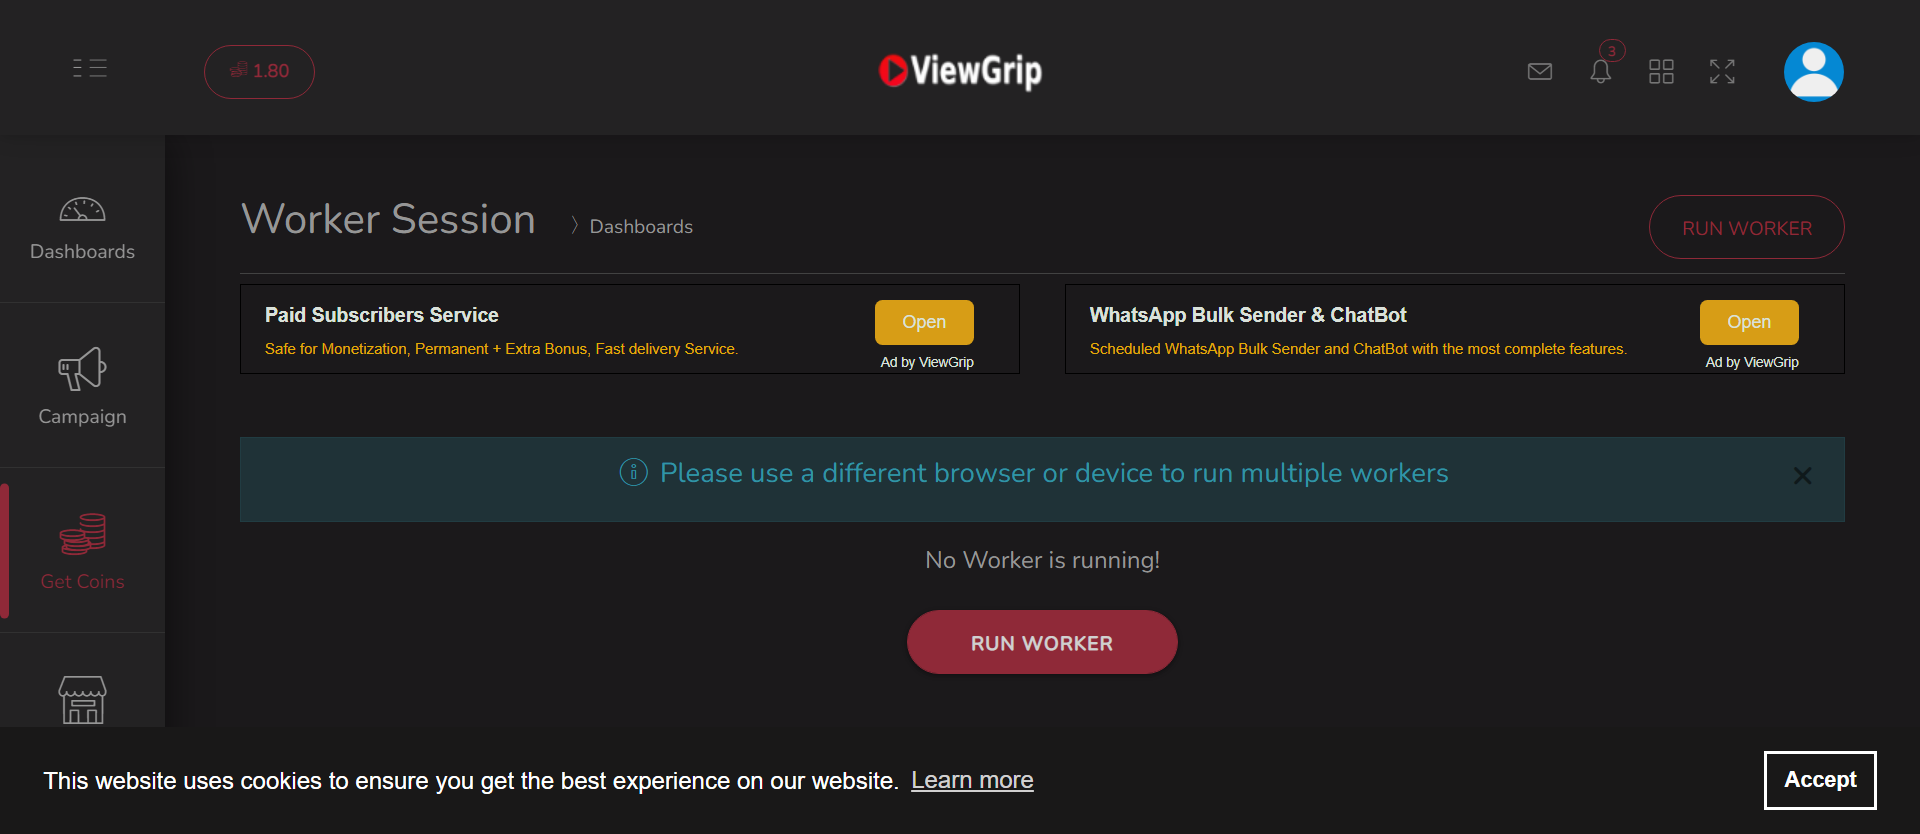 1.80
ViewGrip
3
Dashboards
Campaign
Get Coins
Worker Session
Dashboards
RUN WORKER
Paid Subscribers Service
Safe for Monetization, Permanent + Extra Bonus, Fast delivery Service.
Open
Ad by ViewGrip
WhatsApp Bulk Sender & ChatBot
Scheduled WhatsApp Bulk Sender and ChatBot with the most complete features.
Open
Ad by ViewGrip
Please use a different browser or device to run multiple workers
No Worker is running!
RUN WORKER
This website uses cookies to ensure you get the best experience on our website. Learn more
Accept